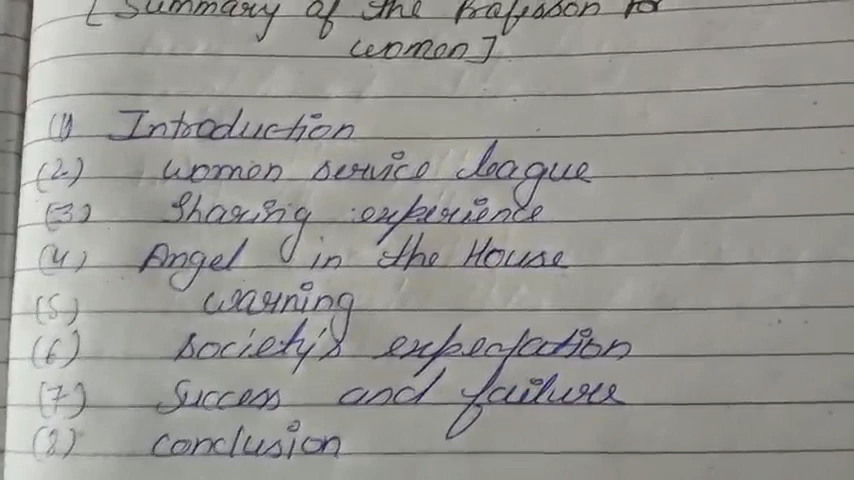 [Summary of the Profession for
women]
(1) Introduction
(2) women service league
(3) Sharing experience
(4) Angel in the House
(5) warning
(6) society's expectation
(7) Success and failure
(8) conclusion